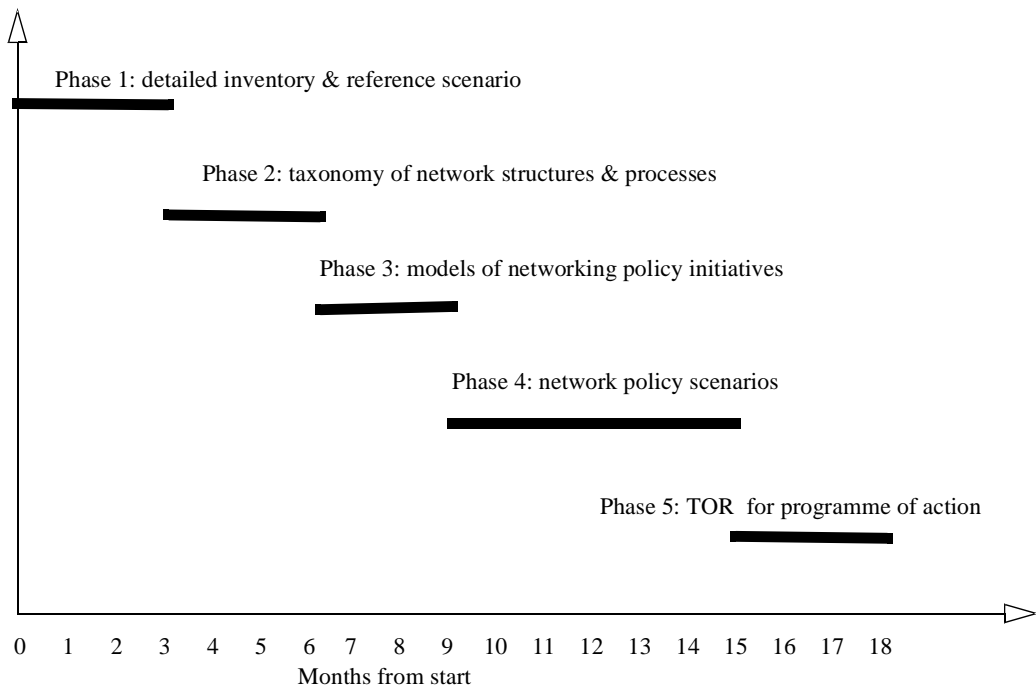 Phase 1: detailed inventory & reference scenario
Phase 2: taxonomy of network structures & processes
Phase 3: models of networking policy initiatives
Phase 4: network policy scenarios
Phase 5: TOR for programme of action
0 1 2 3 4 5 6 7 8 9 10 11 12 13 14 15 16 17 18
Months from start